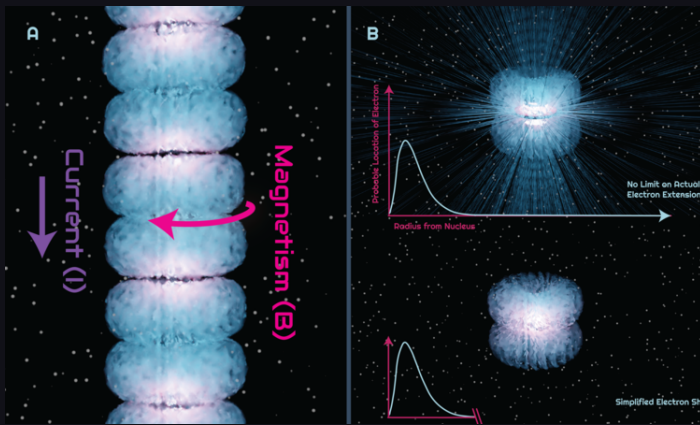 A
Current (I)
Magnetism (B)
B
Probable Location of Electron
Radius from Nucleus
No Limit on Actual
Electron Extension
Simplified Electron Sh